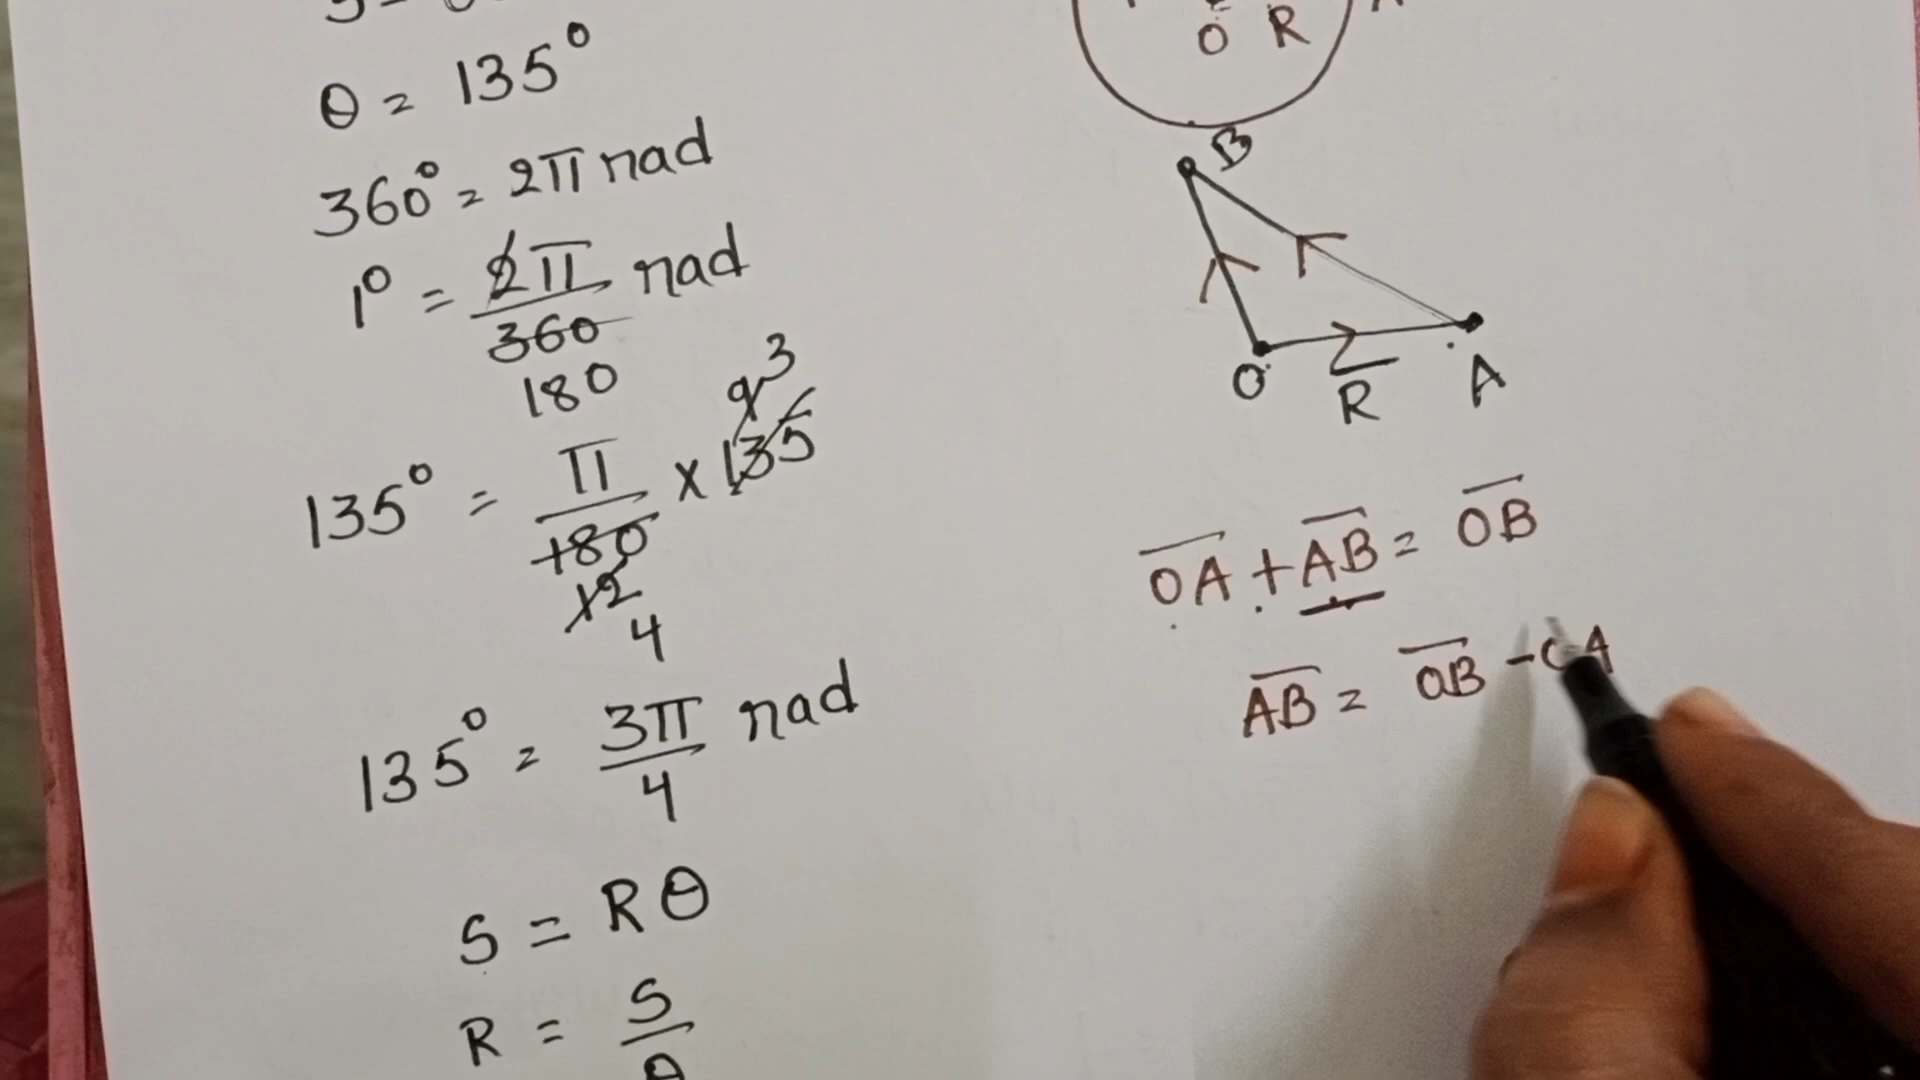 θ = 135°
360° = 2π rad
1° = 2π/360 rad
180
135° = π/180 × 135
9 3
12
4
135° = 3π/4 rad
S = Rθ
R = S/θ
O R
B
O R A
OA + AB = OB
AB = OB - OA